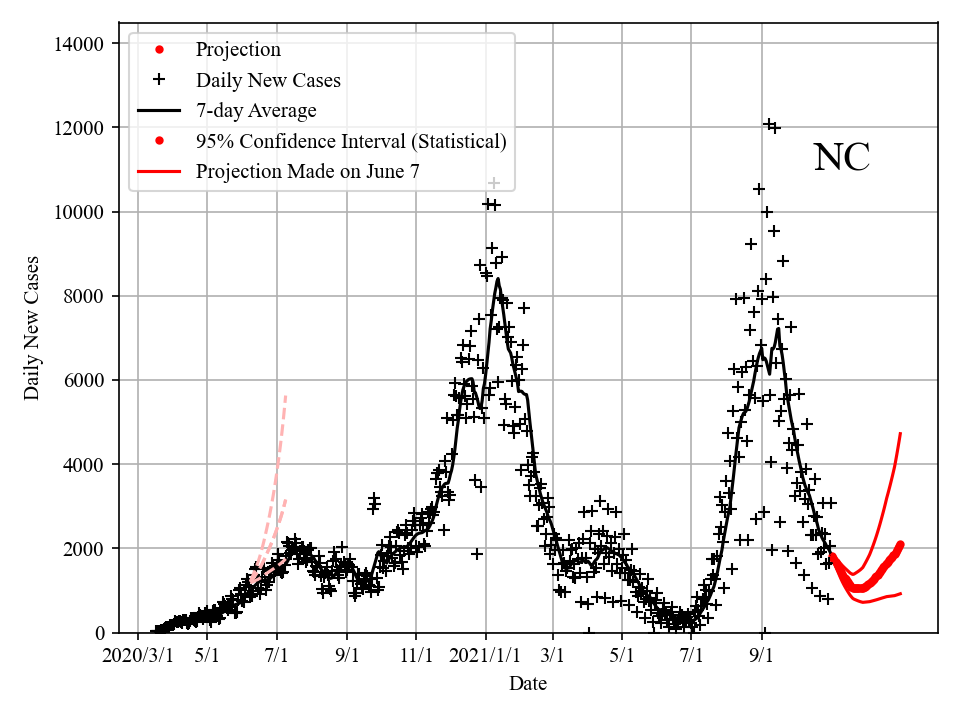 14000
12000
10000
8000
6000
4000
2000
0
Daily New Cases
Projection
Daily New Cases
7-day Average
95% Confidence Interval (Statistical)
Projection Made on June 7
NC
2020/3/1 5/1 7/1 9/1 11/1 2021/1/1 3/1 5/1 7/1 9/1
Date